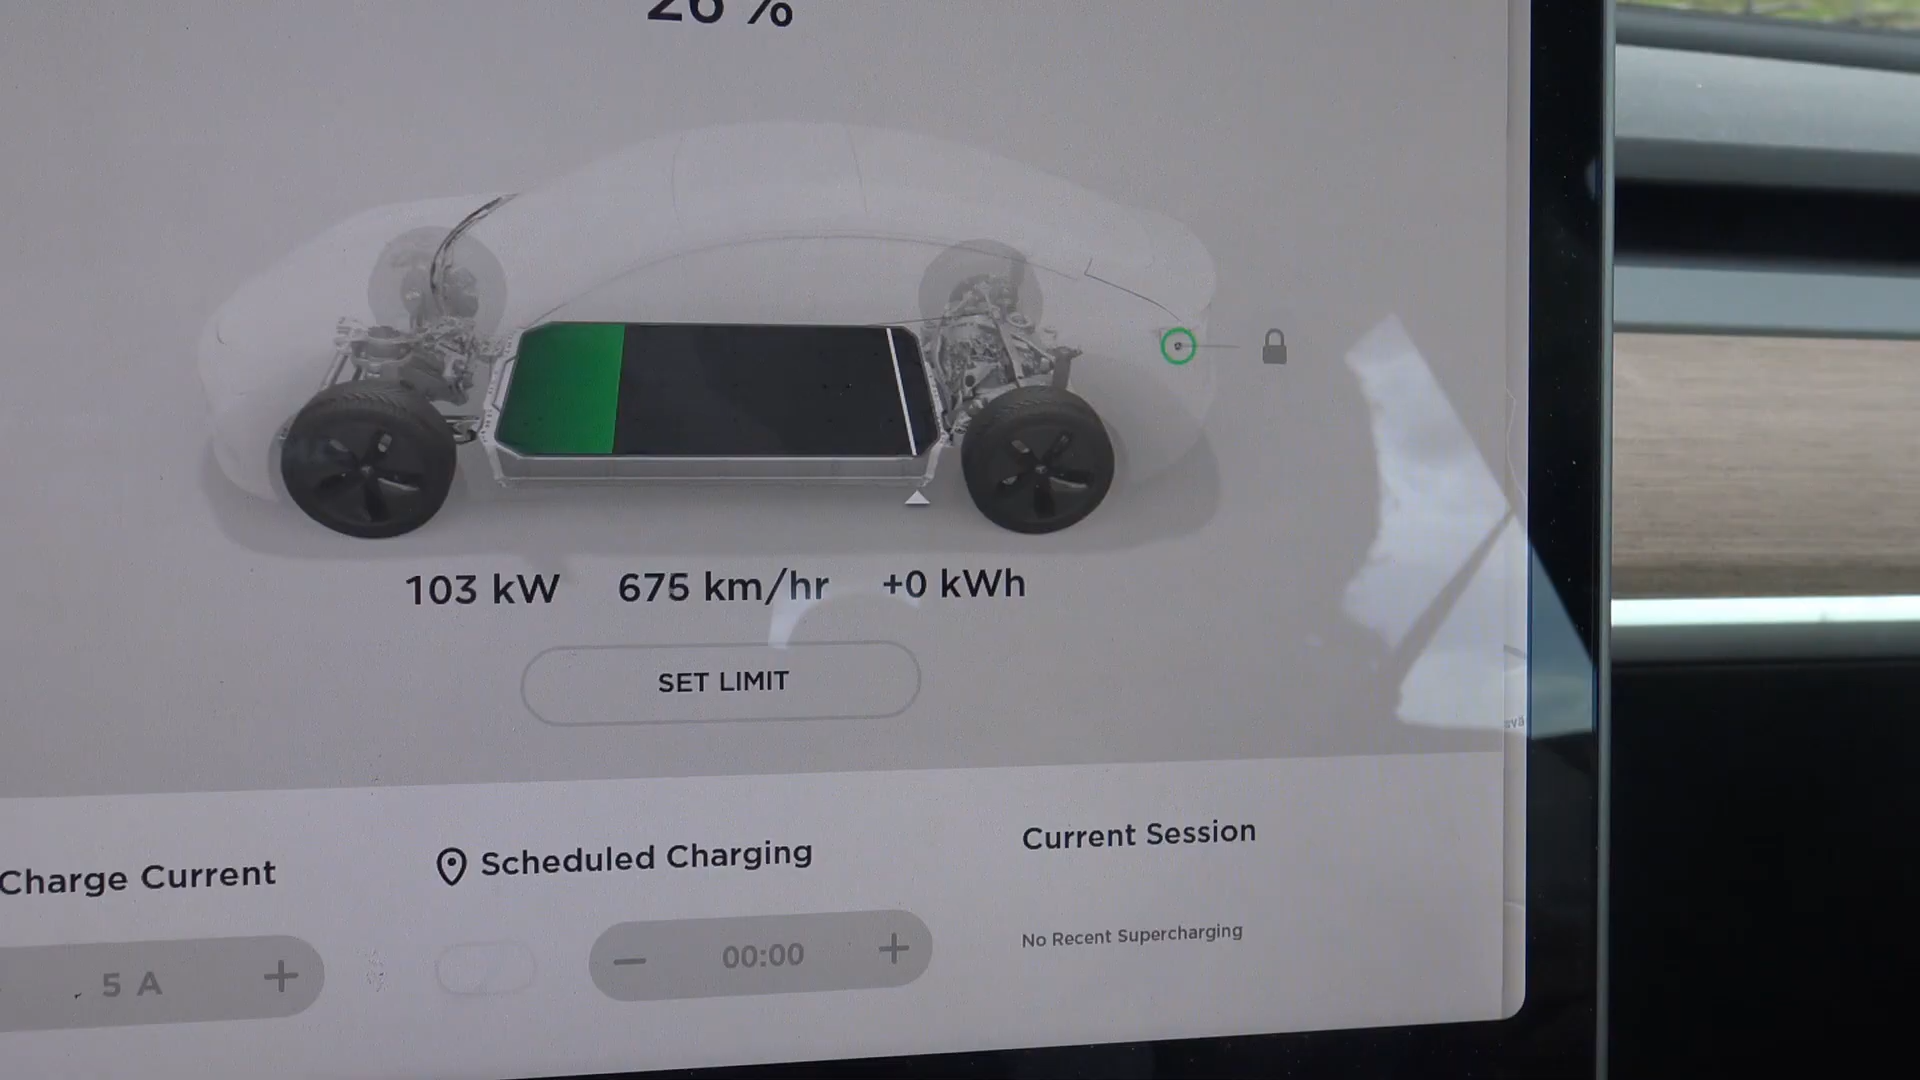 26 %
103 kW 675 km/hr +0 kWh
SET LIMIT
Charge Current
Scheduled Charging
Current Session
5 A +
− 00:00 +
No Recent Supercharging